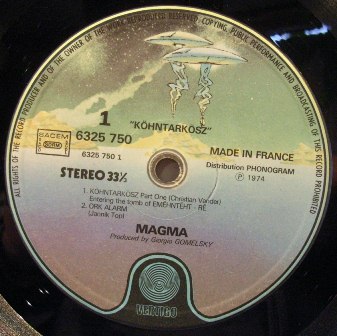 ALL RIGHTS OF THE RECORD PRODUCER AND OF THE OWNER OF THE WORK REPRODUCED RESERVED, COPYING, PUBLIC PERFORMANCE AND BROADCASTING OF THIS RECORD PROHIBITED
1
"KÖHNTARKÖSZ"
SACEM
6325 750
6325 750 1
MADE IN FRANCE
Distribution PHONOGRAM
STEREO 33⅓
Ⓟ 1974
1. KÖHNTARKÖSZ Part One (Christian Vander)
Entering the tomb of EMËHNTËHT - RÊ
2. ORK ALARM
(Jannik Top)
MAGMA
Produced by Giorgio GOMELSKY
VERTIGO